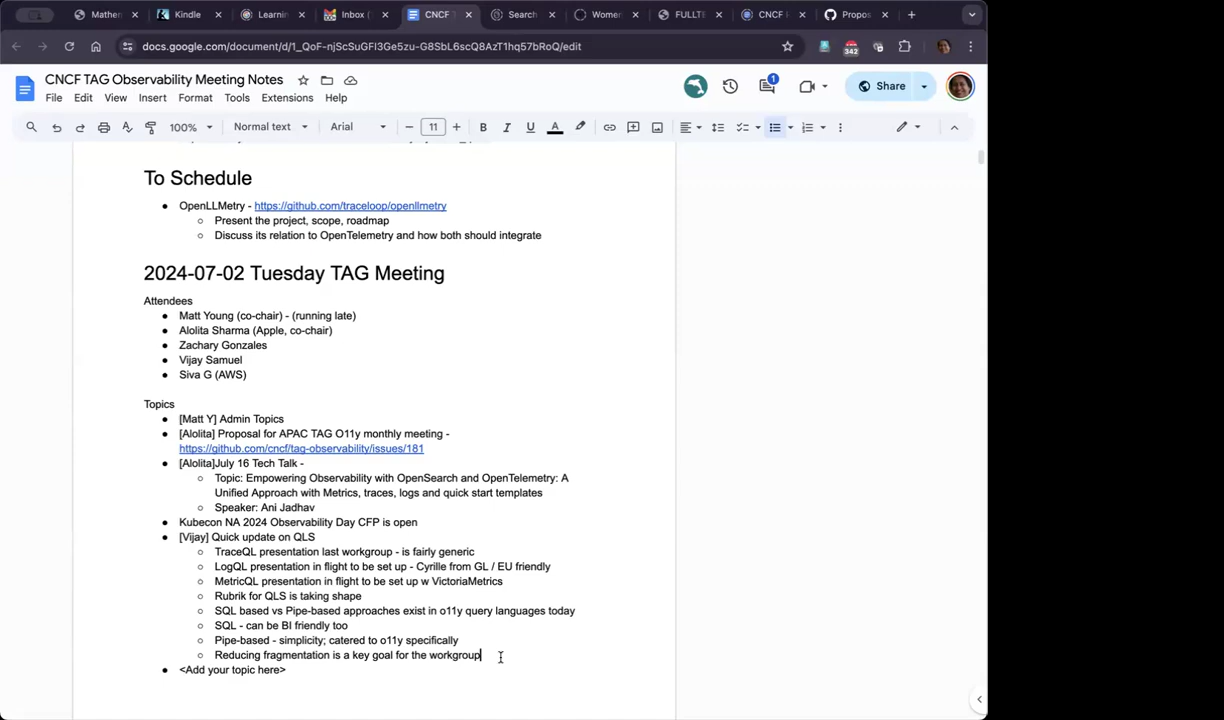 Mather
Kindle
Learnin
Inbox (
CNCF T
Search
Women
FULLTE
CNCF P
Propos
docs.google.com/document/d/1_QoF-njScSuGFI3Ge5zu-G8SbL6scQ8AzT1hq57bRoQ/edit
342
CNCF TAG Observability Meeting Notes
1
Share
File Edit View Insert Format Tools Extensions Help
100% Normal text Arial 11 B I U A
To Schedule
OpenLLMetry - https://github.com/traceloop/openllmetry
Present the project, scope, roadmap
Discuss its relation to OpenTelemetry and how both should integrate
2024-07-02 Tuesday TAG Meeting
Attendees
Matt Young (co-chair) - (running late)
Alolita Sharma (Apple, co-chair)
Zachary Gonzales
Vijay Samuel
Siva G (AWS)
Topics
[Matt Y] Admin Topics
[Alolita] Proposal for APAC TAG O11y monthly meeting -
https://github.com/cncf/tag-observability/issues/181
[Alolita]July 16 Tech Talk -
Topic: Empowering Observability with OpenSearch and OpenTelemetry: A
Unified Approach with Metrics, traces, logs and quick start templates
Speaker: Ani Jadhav
Kubecon NA 2024 Observability Day CFP is open
[Vijay] Quick update on QLS
TraceQL presentation last workgroup - is fairly generic
LogQL presentation in flight to be set up - Cyrille from GL / EU friendly
MetricQL presentation in flight to be set up w VictoriaMetrics
Rubrik for QLS is taking shape
SQL based vs Pipe-based approaches exist in o11y query languages today
SQL - can be BI friendly too
Pipe-based - simplicity; catered to o11y specifically
Reducing fragmentation is a key goal for the workgroup
<Add your topic here>